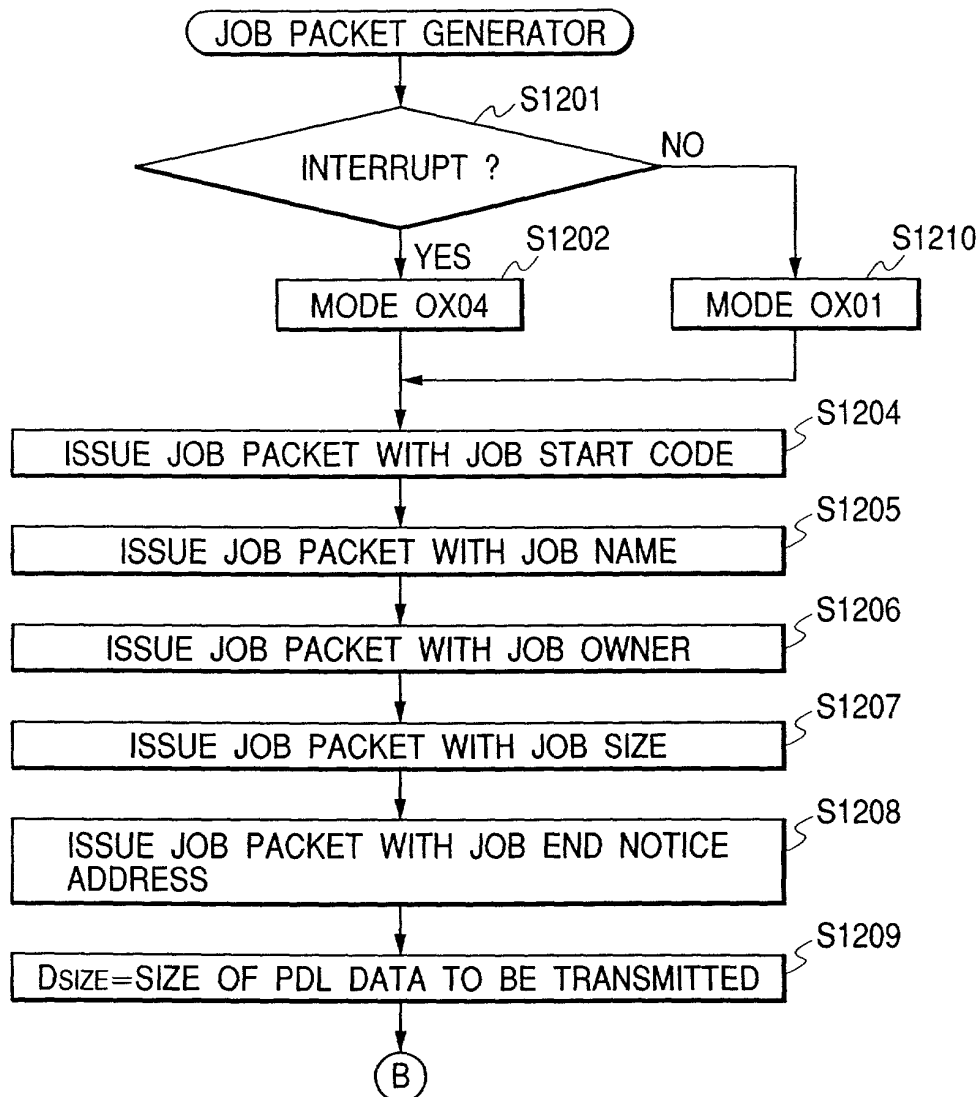 JOB PACKET GENERATOR
S1201
INTERRUPT ?
NO
YES
S1202
S1210
MODE OX04
MODE OX01
S1204
ISSUE JOB PACKET WITH JOB START CODE
S1205
ISSUE JOB PACKET WITH JOB NAME
S1206
ISSUE JOB PACKET WITH JOB OWNER
S1207
ISSUE JOB PACKET WITH JOB SIZE
S1208
ISSUE JOB PACKET WITH JOB END NOTICE
ADDRESS
S1209
DSIZE=SIZE OF PDL DATA TO BE TRANSMITTED
B